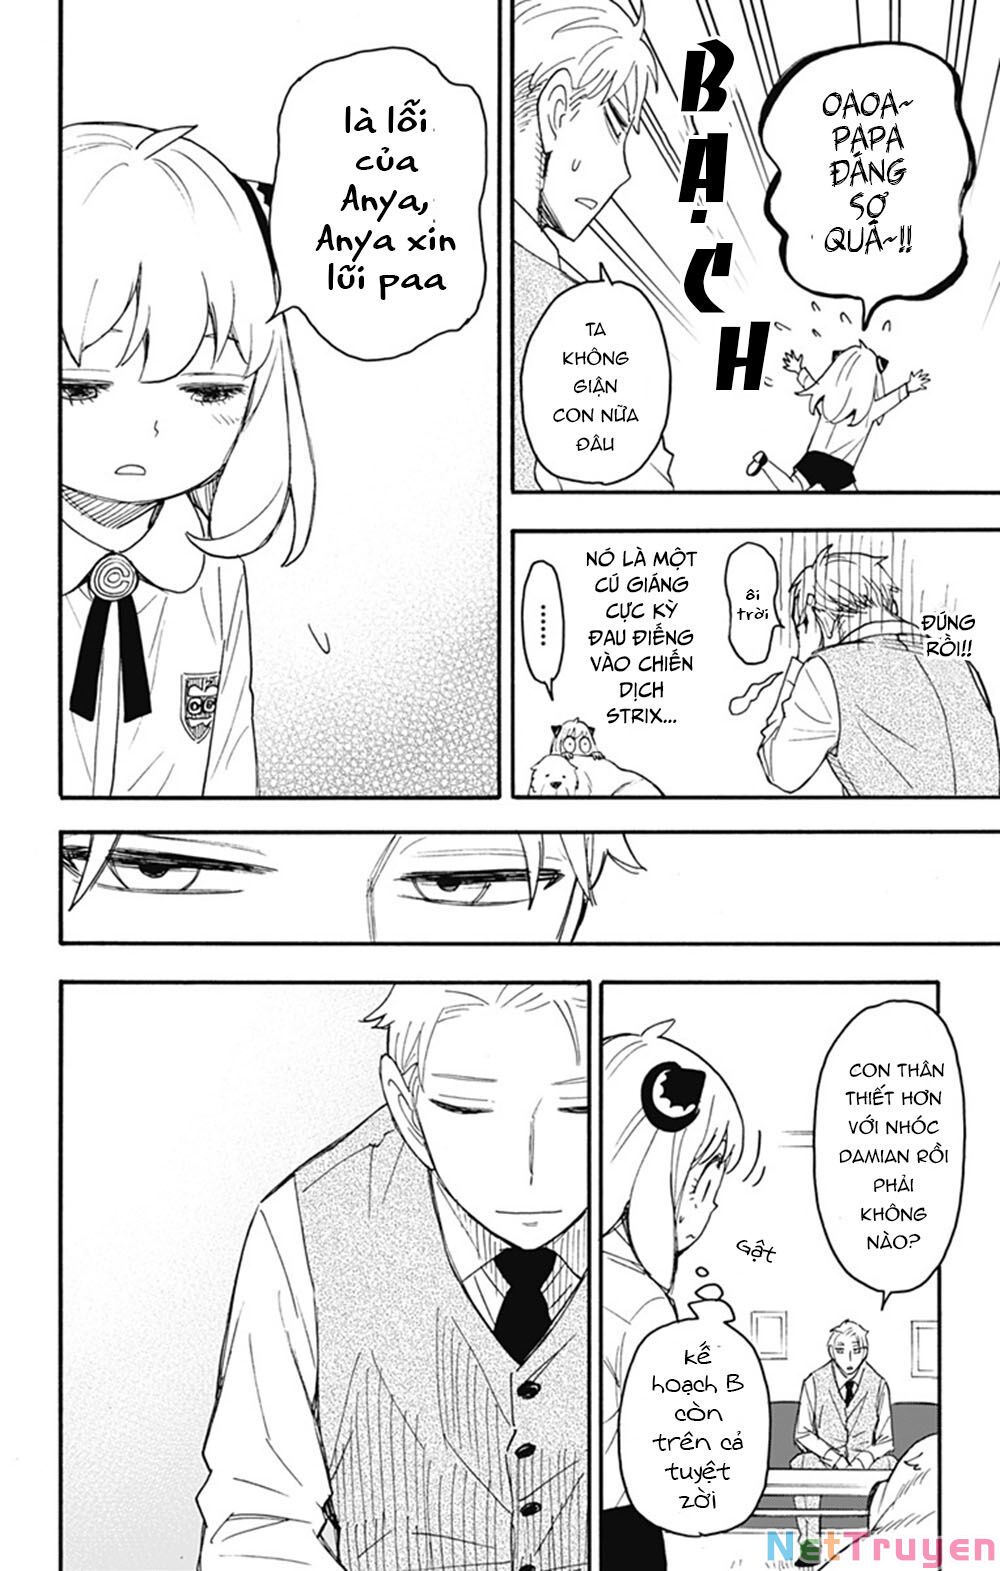 OAOA~
PAPA
ĐÁNG
SỢ
QUÁ~!!
BẠCH
TA
KHÔNG
GIẬN
CON NỮA
ĐÂU
là lỗi
của
Anya,
Anya xin
lũi paa
ĐÚNG
RỒI!!
ôi
trời
NÓ LÀ MỘT
CÚ GIÁNG
CỰC KỲ
ĐAU ĐIẾNG
VÀO CHIẾN
DỊCH
STRIX...
........
CON THÂN
THIẾT HƠN
VỚI NHÓC
DAMIAN RỒI
PHẢI
KHÔNG
NÀO?
Gật
kế
hoạch B
còn
trên cả
tuyệt
zời
C
NetTruyen